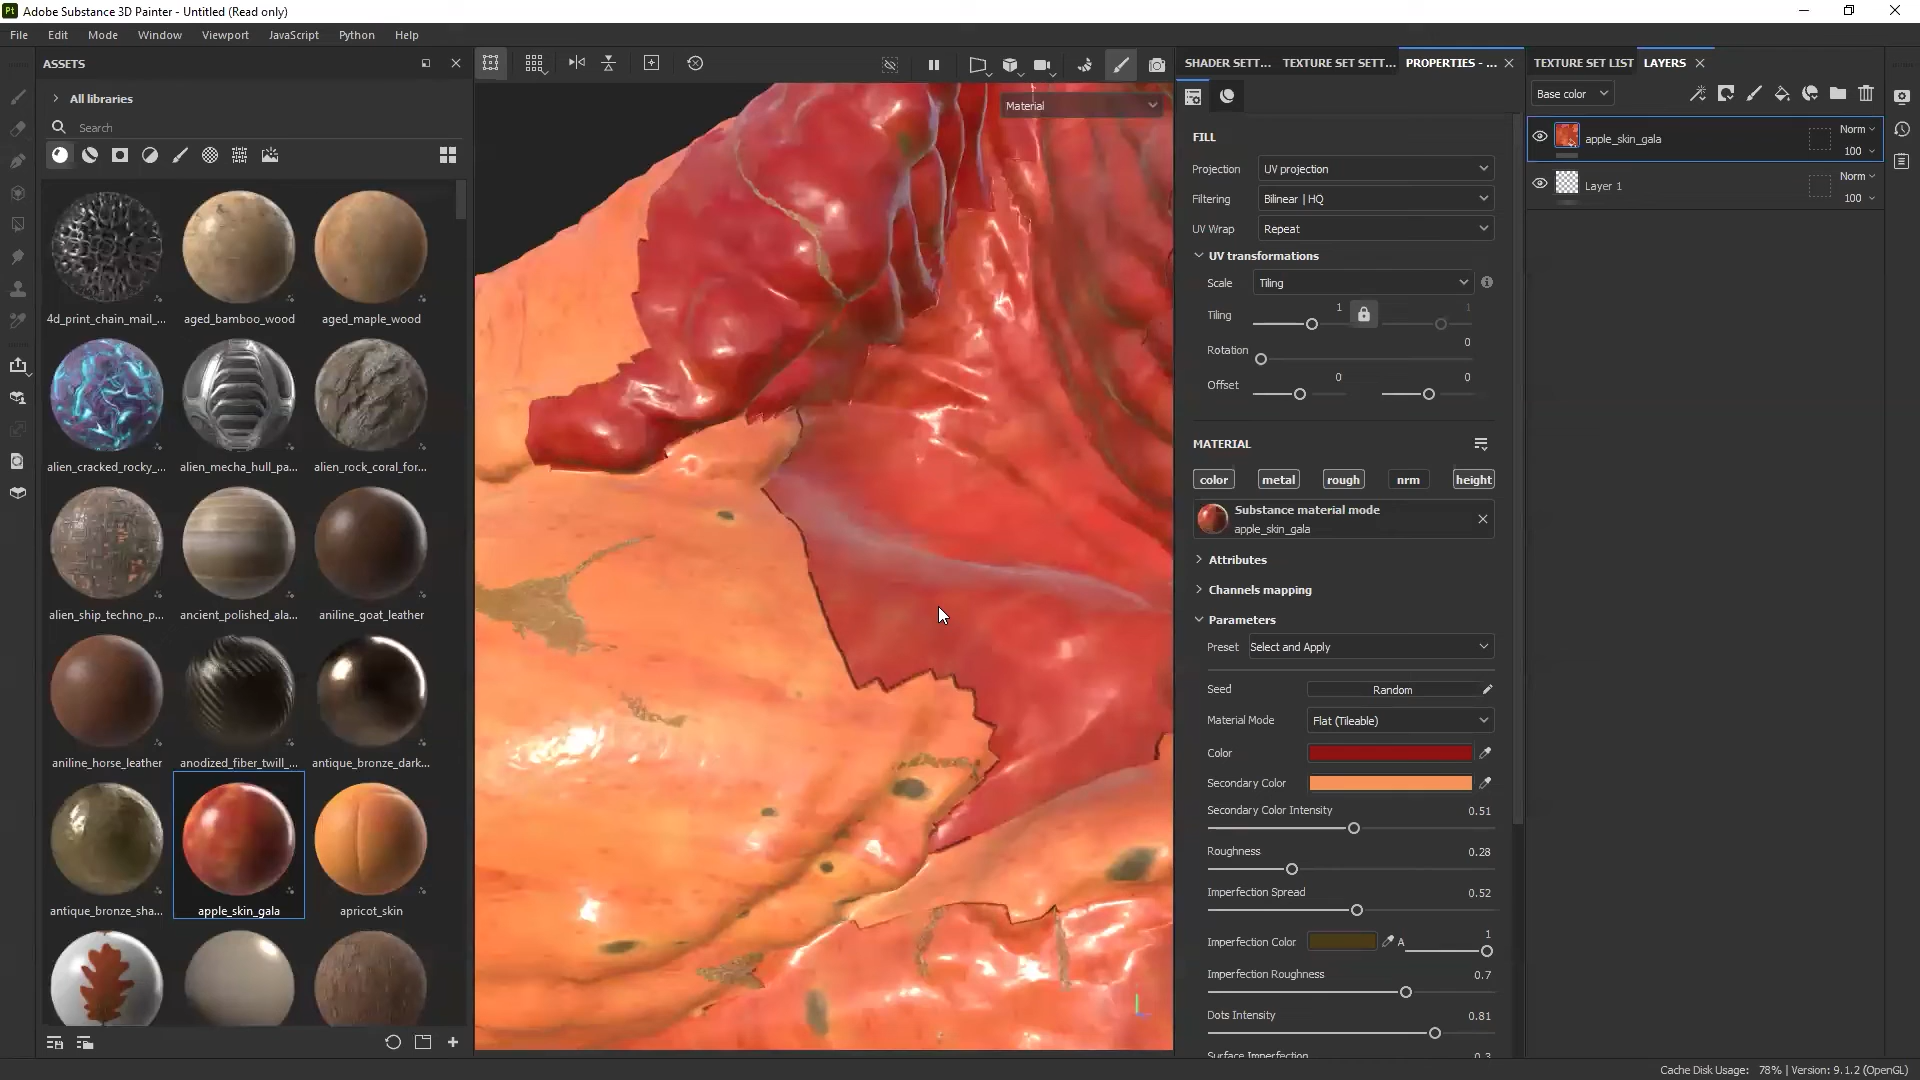 Pt Adobe Substance 3D Painter - Untitled (Read only)
File Edit Mode Window Viewport JavaScript Python Help
ASSETS
All libraries
Search
4d_print_chain_mail_... aged_bamboo_wood aged_maple_wood
alien_cracked_rocky_... alien_mecha_hull_pa... alien_rock_coral_for...
alien_ship_techno_p... ancient_polished_ala... aniline_goat_leather
aniline_horse_leather anodized_fiber_twill_... antique_bronze_dark...
antique_bronze_sha... apple_skin_gala apricot_skin
Material
SHADER SETT... TEXTURE SET SETT... PROPERTIES - ...
FILL
Projection UV projection
Filtering Bilinear | HQ
UV Wrap Repeat
UV transformations
Scale Tiling
Tiling 1 1
Rotation 0
Offset 0 0
MATERIAL
color metal rough nrm height
Substance material mode
apple_skin_gala
Attributes
Channels mapping
Parameters
Preset Select and Apply
Seed Random
Material Mode Flat (Tileable)
Color
Secondary Color
Secondary Color Intensity 0.51
Roughness 0.28
Imperfection Spread 0.52
Imperfection Color A 1
Imperfection Roughness 0.7
Dots Intensity 0.81
Surface Imperfection 0.3
TEXTURE SET LIST LAYERS
Base color
apple_skin_gala Norm
100
Layer 1 Norm
100
Cache Disk Usage: 78% | Version: 9.1.2 (OpenGL)